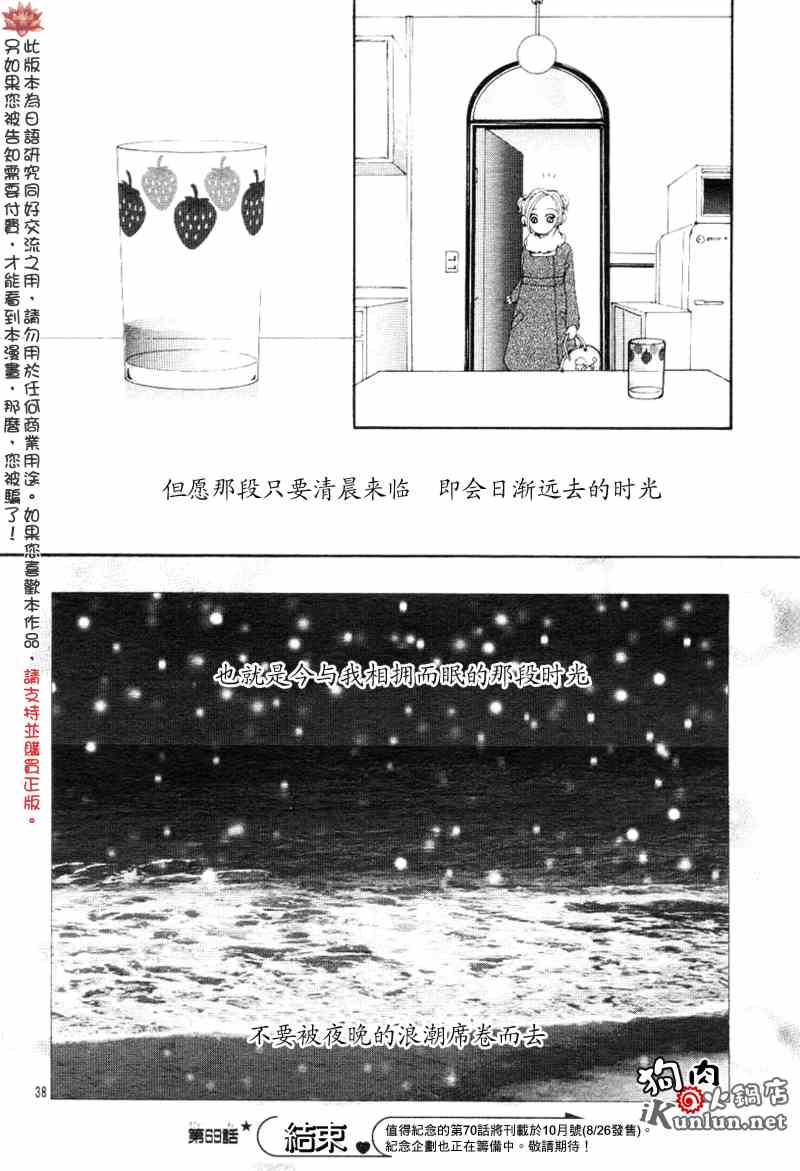 此版本為日語研究同好交流之用，請勿用於任何商業用途。如果您喜歡本作品，請支持並購買正版。
另如果您被告知需要付費，才能看到本漫畫，那麼，您被騙了！
但愿那段只要清晨来临　即会日渐远去的时光
也就是今与我相拥而眠的那段时光
不要被夜晚的浪潮席卷而去
38
狗肉火鍋店
iKunlun.net
第69話★
結束
值得紀念的第70話將刊載於10月號(8/26發售)。
紀念企劃也正在籌備中。敬請期待！